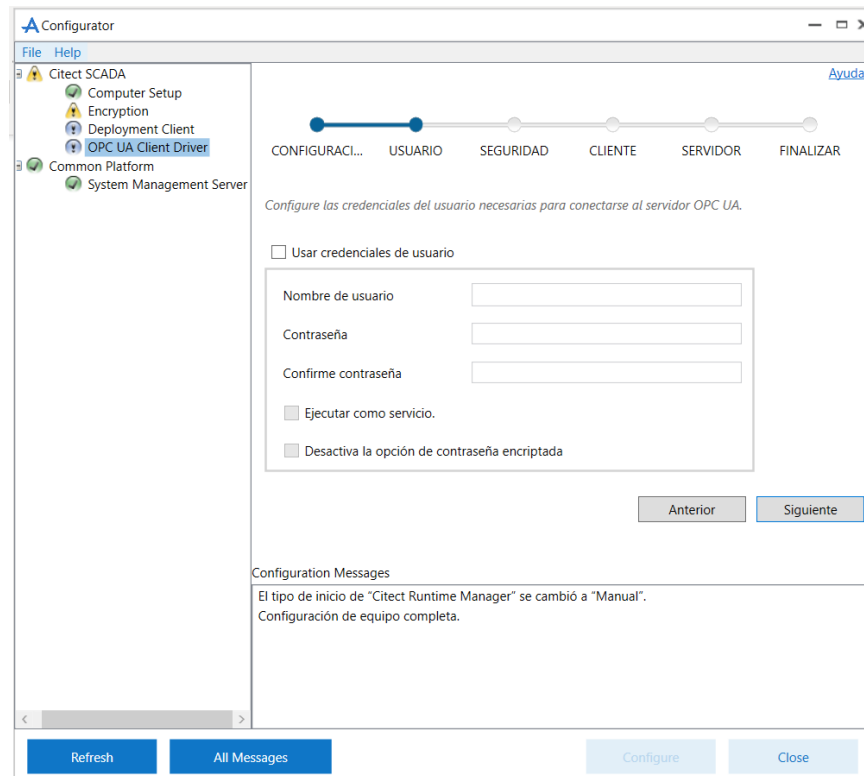 Configurator
File Help
Citect SCADA
Computer Setup
Encryption
Deployment Client
OPC UA Client Driver
Common Platform
System Management Server
Ayuda
CONFIGURACI... USUARIO SEGURIDAD CLIENTE SERVIDOR FINALIZAR
Configure las credenciales del usuario necesarias para conectarse al servidor OPC UA.
Usar credenciales de usuario
Nombre de usuario
Contraseña
Confirme contraseña
Ejecutar como servicio.
Desactiva la opción de contraseña encriptada
Anterior Siguiente
Configuration Messages
El tipo de inicio de “Citect Runtime Manager” se cambió a “Manual”.
Configuración de equipo completa.
Refresh All Messages Configure Close